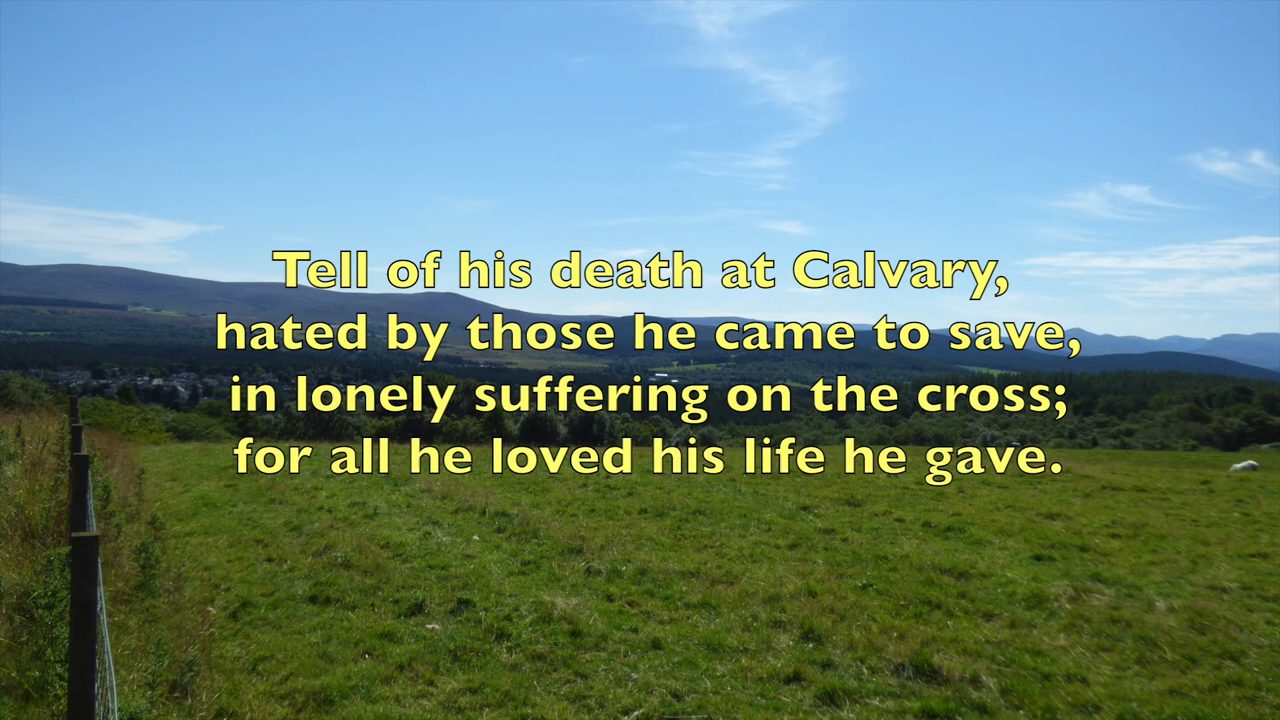 Tell of his death at Calvary,
hated by those he came to save,
in lonely suffering on the cross;
for all he loved his life he gave.